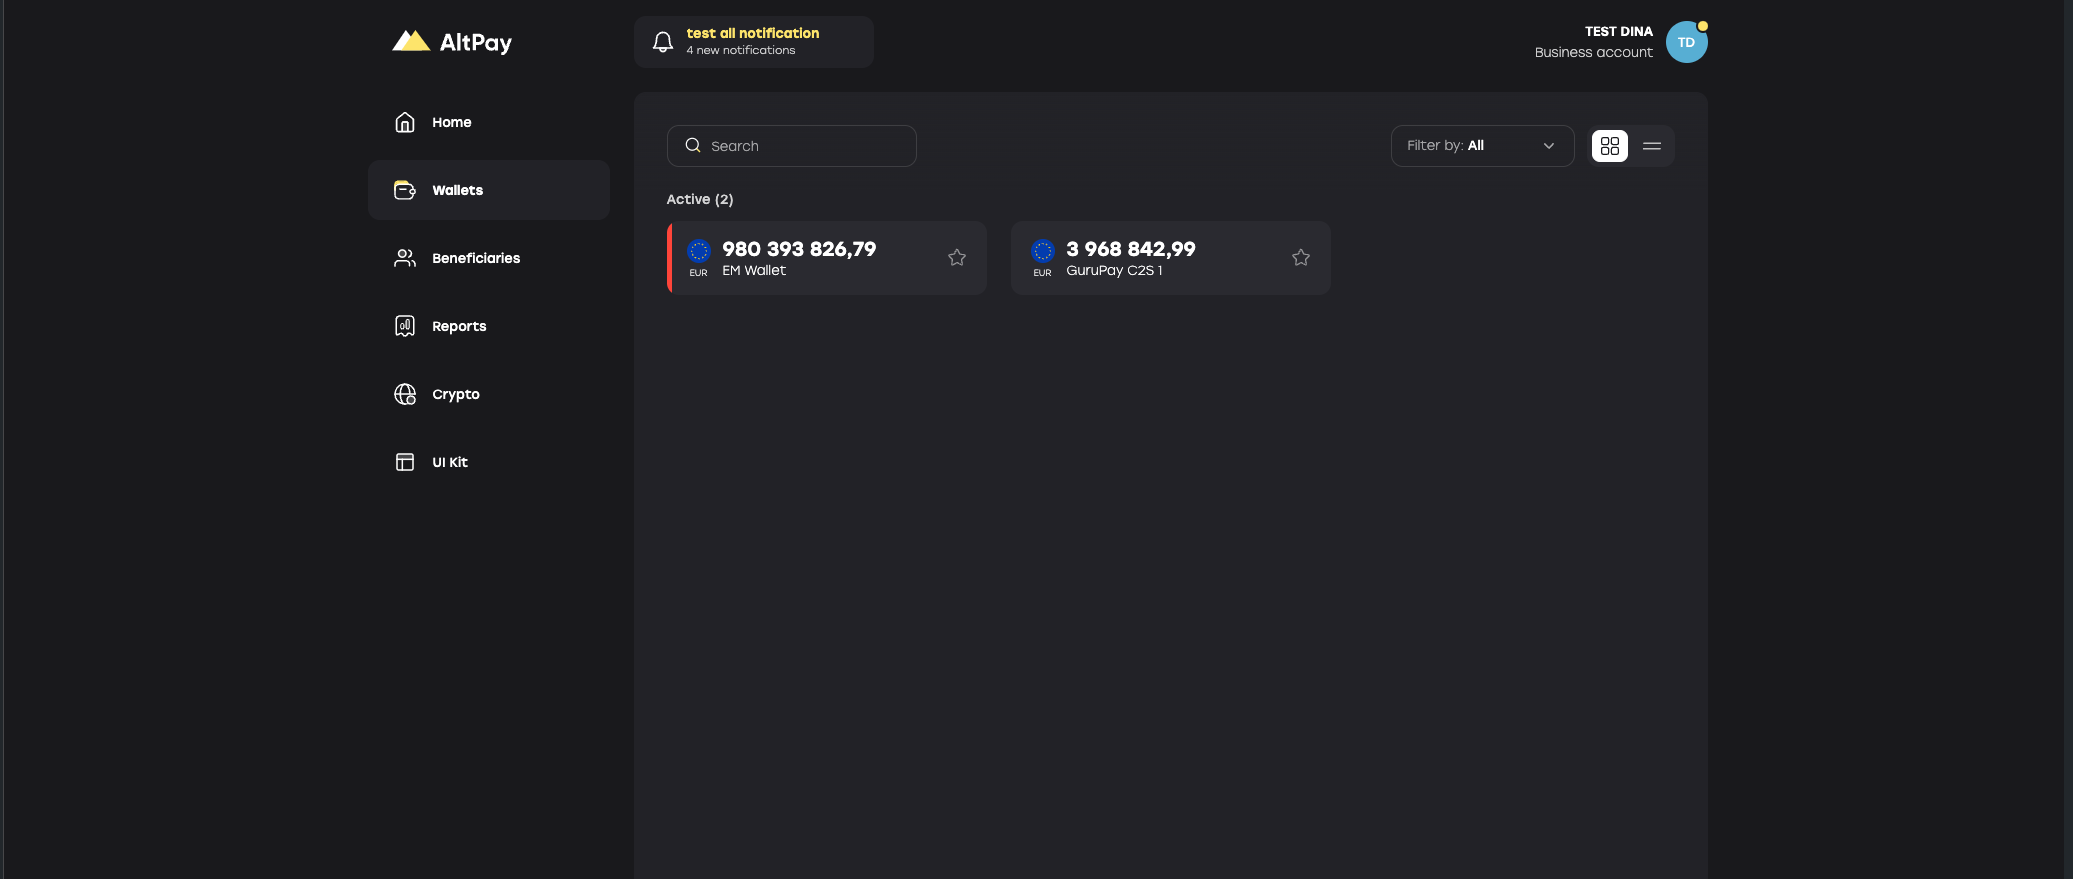 AltPay
test all notification
4 new notifications
TEST DINA
Business account
TD
Home
Wallets
Beneficiaries
Reports
Crypto
UI Kit
Search
Filter by: All
Active (2)
980 393 826,79
EUR
EM Wallet
3 968 842,99
EUR
GuruPay C2S 1